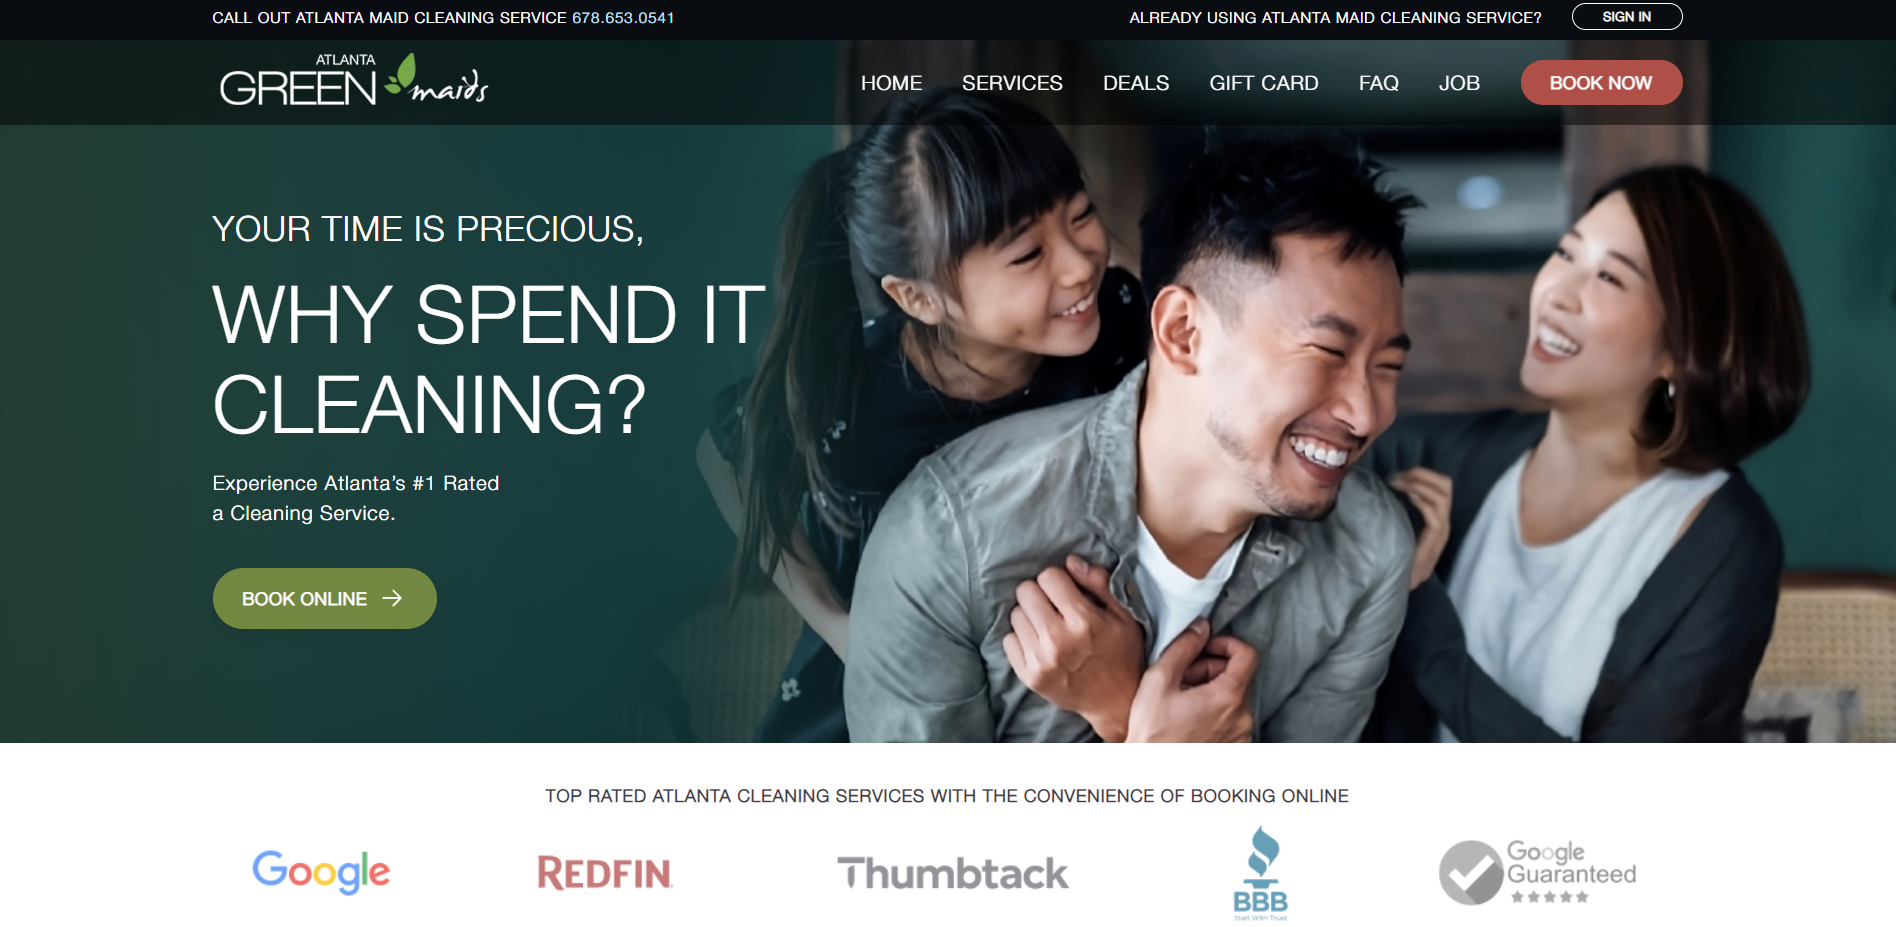 CALL OUT ATLANTA MAID CLEANING SERVICE 678.653.0541
ALREADY USING ATLANTA MAID CLEANING SERVICE?
SIGN IN
ATLANTA
GREEN maids
HOME
SERVICES
DEALS
GIFT CARD
FAQ
JOB
BOOK NOW
YOUR TIME IS PRECIOUS,
WHY SPEND IT
CLEANING?
Experience Atlanta's #1 Rated
a Cleaning Service.
BOOK ONLINE
TOP RATED ATLANTA CLEANING SERVICES WITH THE CONVENIENCE OF BOOKING ONLINE
Google
REDFIN
Thumbtack
BBB
Start With Trust
Google
Guaranteed